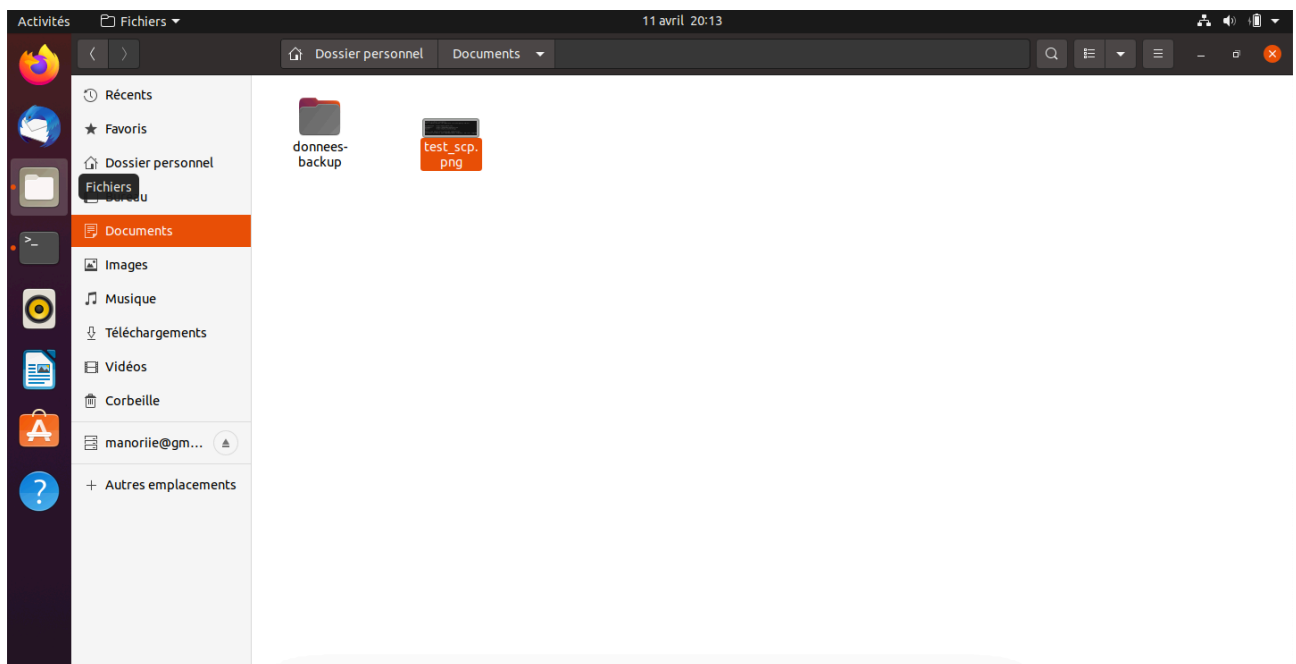 Activités Fichiers 11 avril 20:13
Dossier personnel Documents
Récents
Favoris
Dossier personnel
Fichiers
Documents
Images
Musique
Téléchargements
Vidéos
Corbeille
manoriie@gm...
+ Autres emplacements
donnees-
backup
test_scp.
png